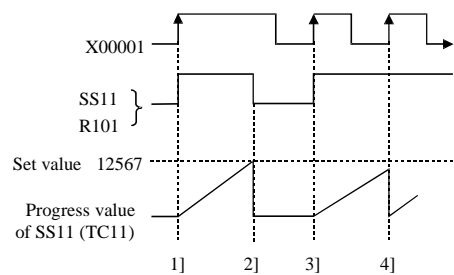 X00001
SS11
R101
Set value 12567
Progress value
of SS11 (TC11)
1] 2] 3] 4]